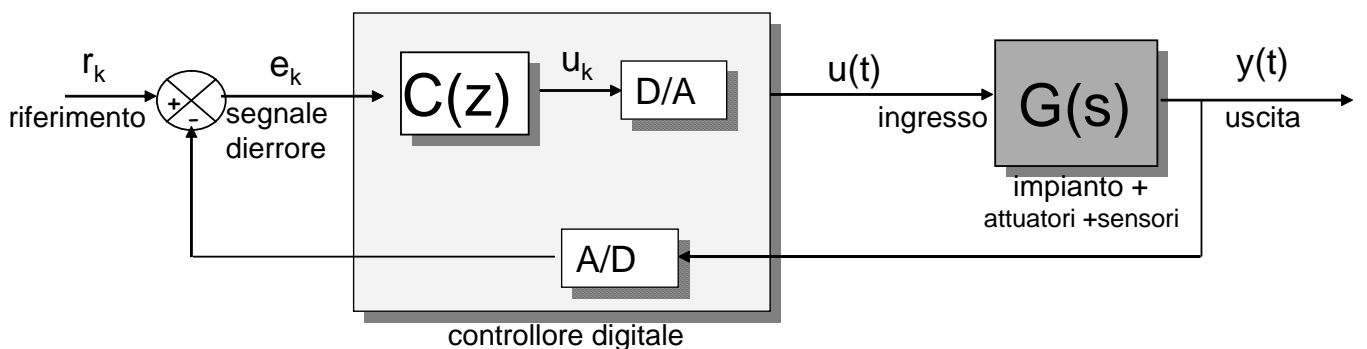 r_k
riferimento
+
-
e_k
segnale
dierrore
C(z)
u_k
D/A
A/D
controllore digitale
u(t)
ingresso
G(s)
impianto +
attuatori +sensori
y(t)
uscita